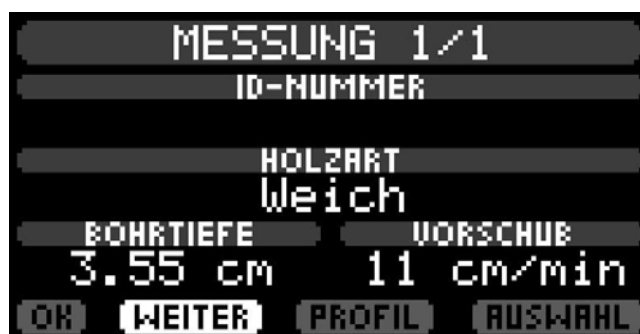 MESSUNG 1/1
ID-NUMMER
HOLZART
Weich
BOHRTIEFE VORSCHUB
3.55 cm 11 cm/min
OK WEITER PROFIL AUSWAHL